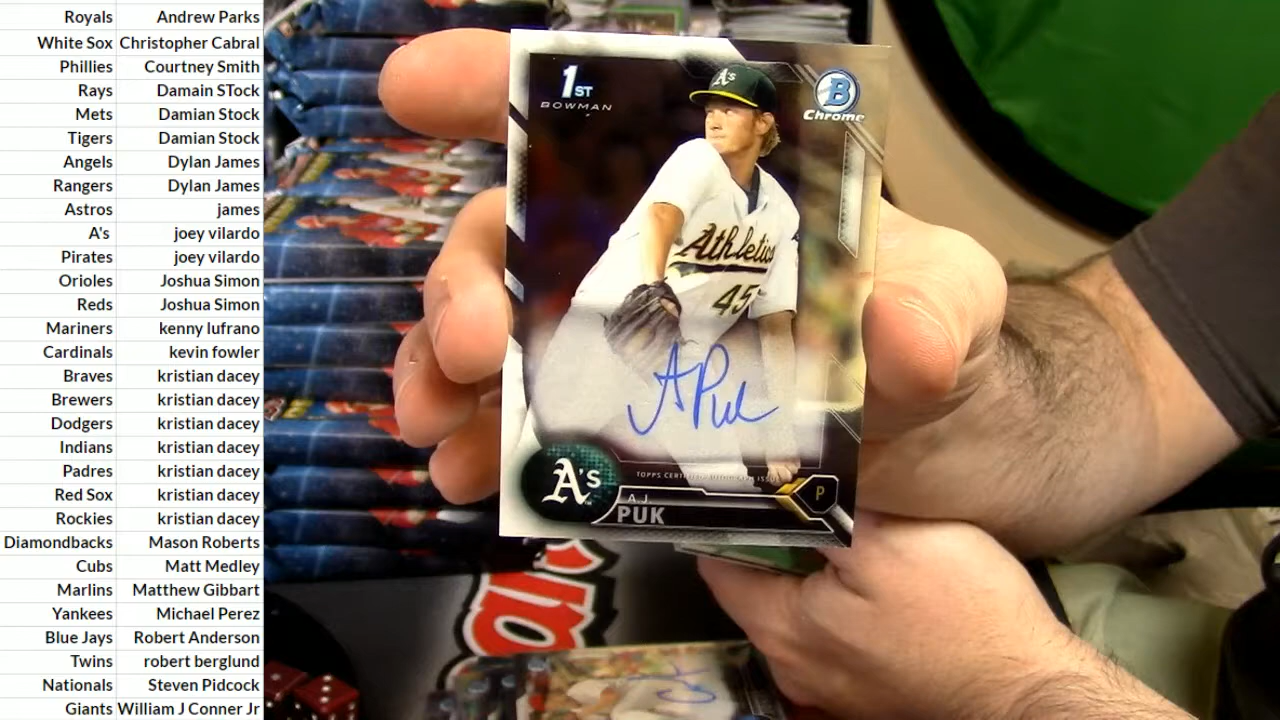 Royals Andrew Parks
White Sox Christopher Cabral
Phillies Courtney Smith
Rays Damain STock
Mets Damian Stock
Tigers Damian Stock
Angels Dylan James
Rangers Dylan James
Astros james
A's joey vilardo
Pirates joey vilardo
Orioles Joshua Simon
Reds Joshua Simon
Mariners kenny lufrano
Cardinals kevin fowler
Braves kristian dacey
Brewers kristian dacey
Dodgers kristian dacey
Indians kristian dacey
Padres kristian dacey
Red Sox kristian dacey
Rockies kristian dacey
Diamondbacks Mason Roberts
Cubs Matt Medley
Marlins Matthew Gibbart
Yankees Michael Perez
Blue Jays Robert Anderson
Twins robert berglund
Nationals Steven Pidcock
Giants William J Conner Jr
1ST
BOWMAN
B
Chrome
A's
Athletics
45
A Puk
TOPPS CERTIFIED AUTOGRAPH ISSUE
A's
A.J.
PUK
P